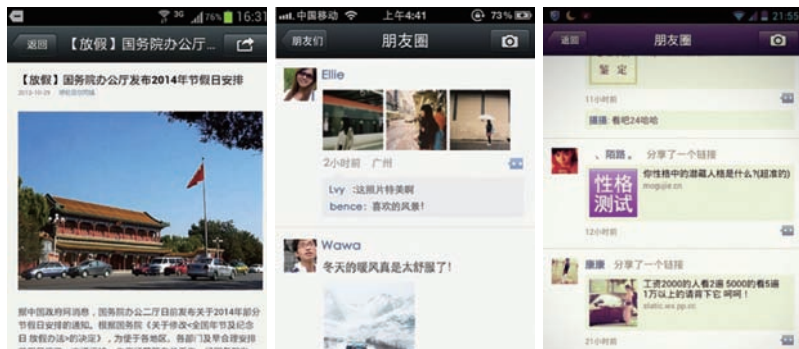 3G 76% 16:31
返回 【放假】国务院办公厅... 
【放假】国务院办公厅发布2014年节假日安排
2013-10-29
据中国政府网消息，国务院办公二厅日前发布关于2014年部分
节假日安排的通知。根据国务院《关于修改<全国年节及纪念
日放假办法>的决定》，为便于各地区、各部门及早合理安排
中国移动 上午4:41 73%
朋友们 朋友圈
Ellie
2小时前 广州
Lvy :这照片特美啊
bence: 喜欢的风景!
Wawa
冬天的暖风真是太舒服了!
21:55
返回 朋友圈
鉴定
11小时前
猫猫: 看吧24哈哈
、陌路。 分享了一个链接
性格
测试
你性格中的潜藏人格是什么?(超准的)
mogujie.cn
12小时前
康康 分享了一个链接
工资2000的人看2遍 5000的看5遍
1万以上的请背下它 呵呵!
static.wx.pp.cc
21小时前